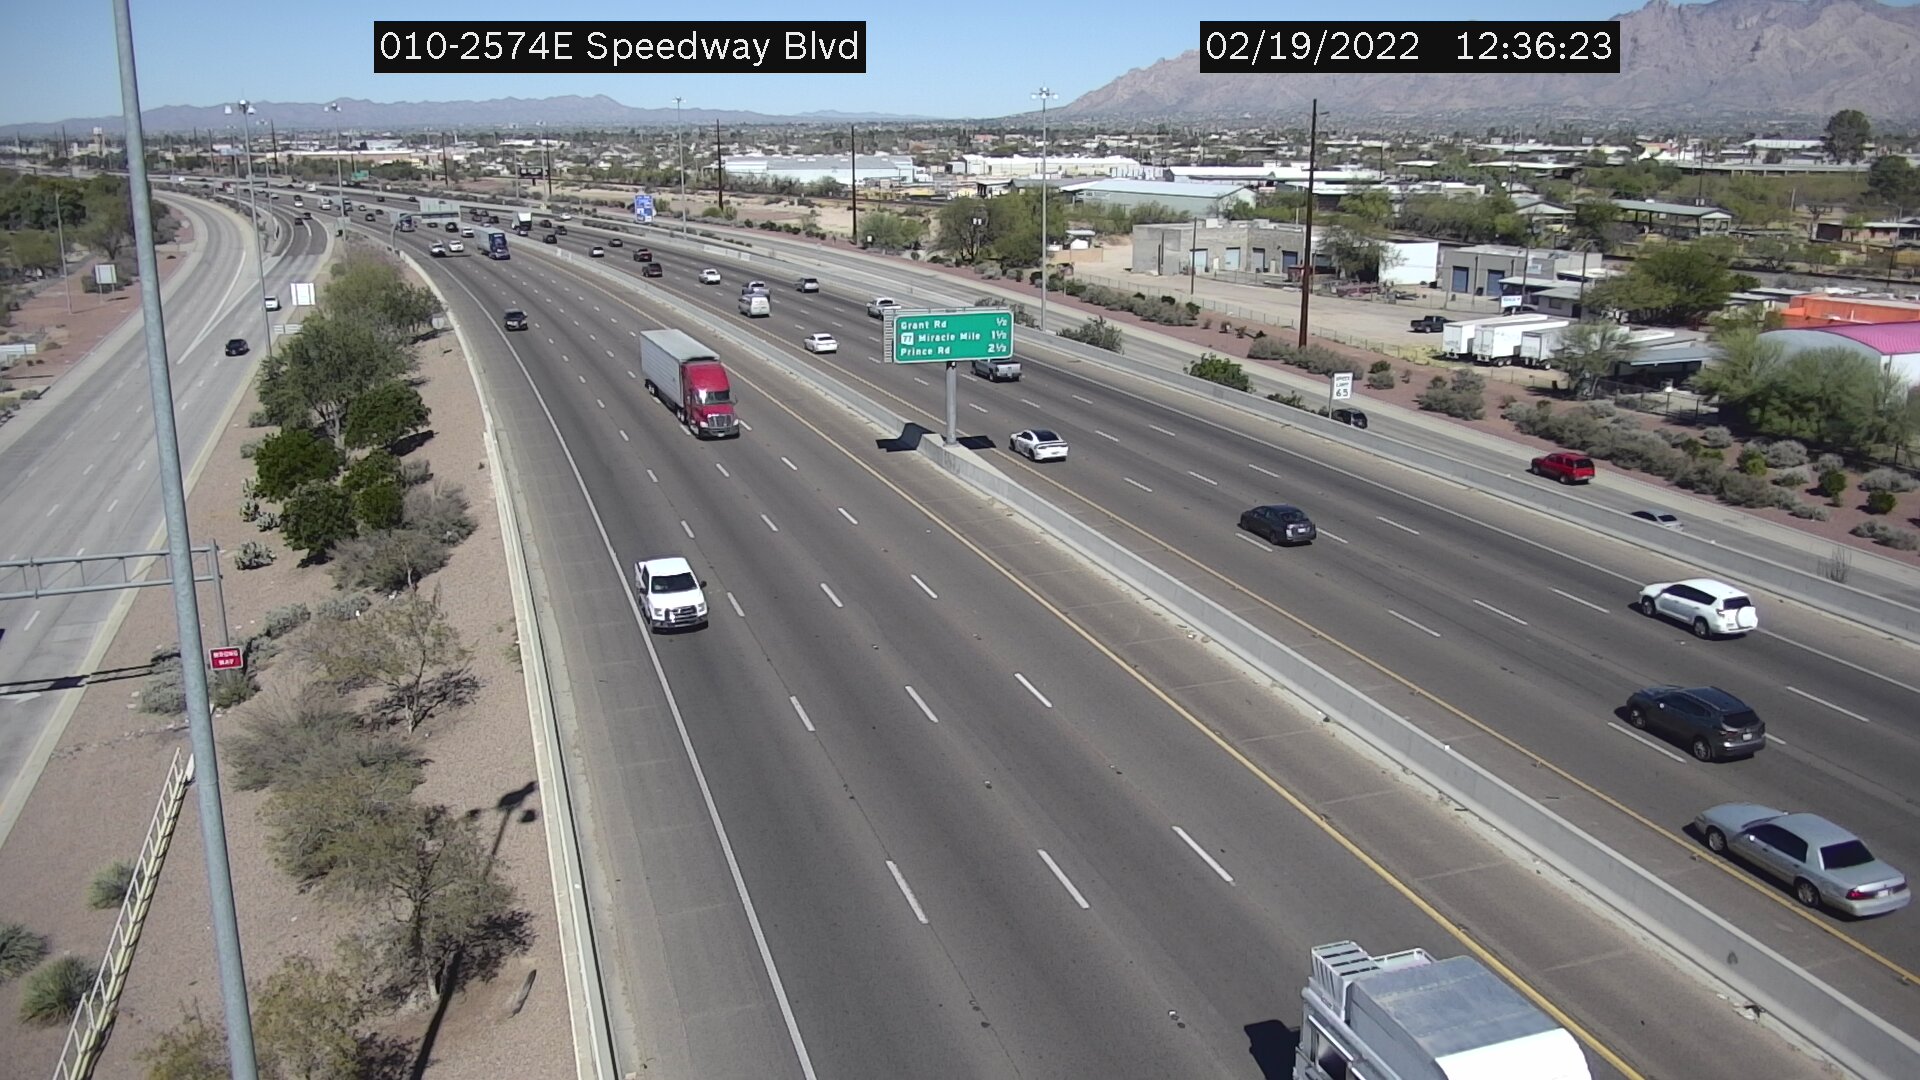 010-2574E Speedway Blvd
02/19/2022 12:36:23
Grant Rd ½
77 Miracle Mile 1½
Prince Rd 2½
SPEED
LIMIT
65
WRONG
WAY